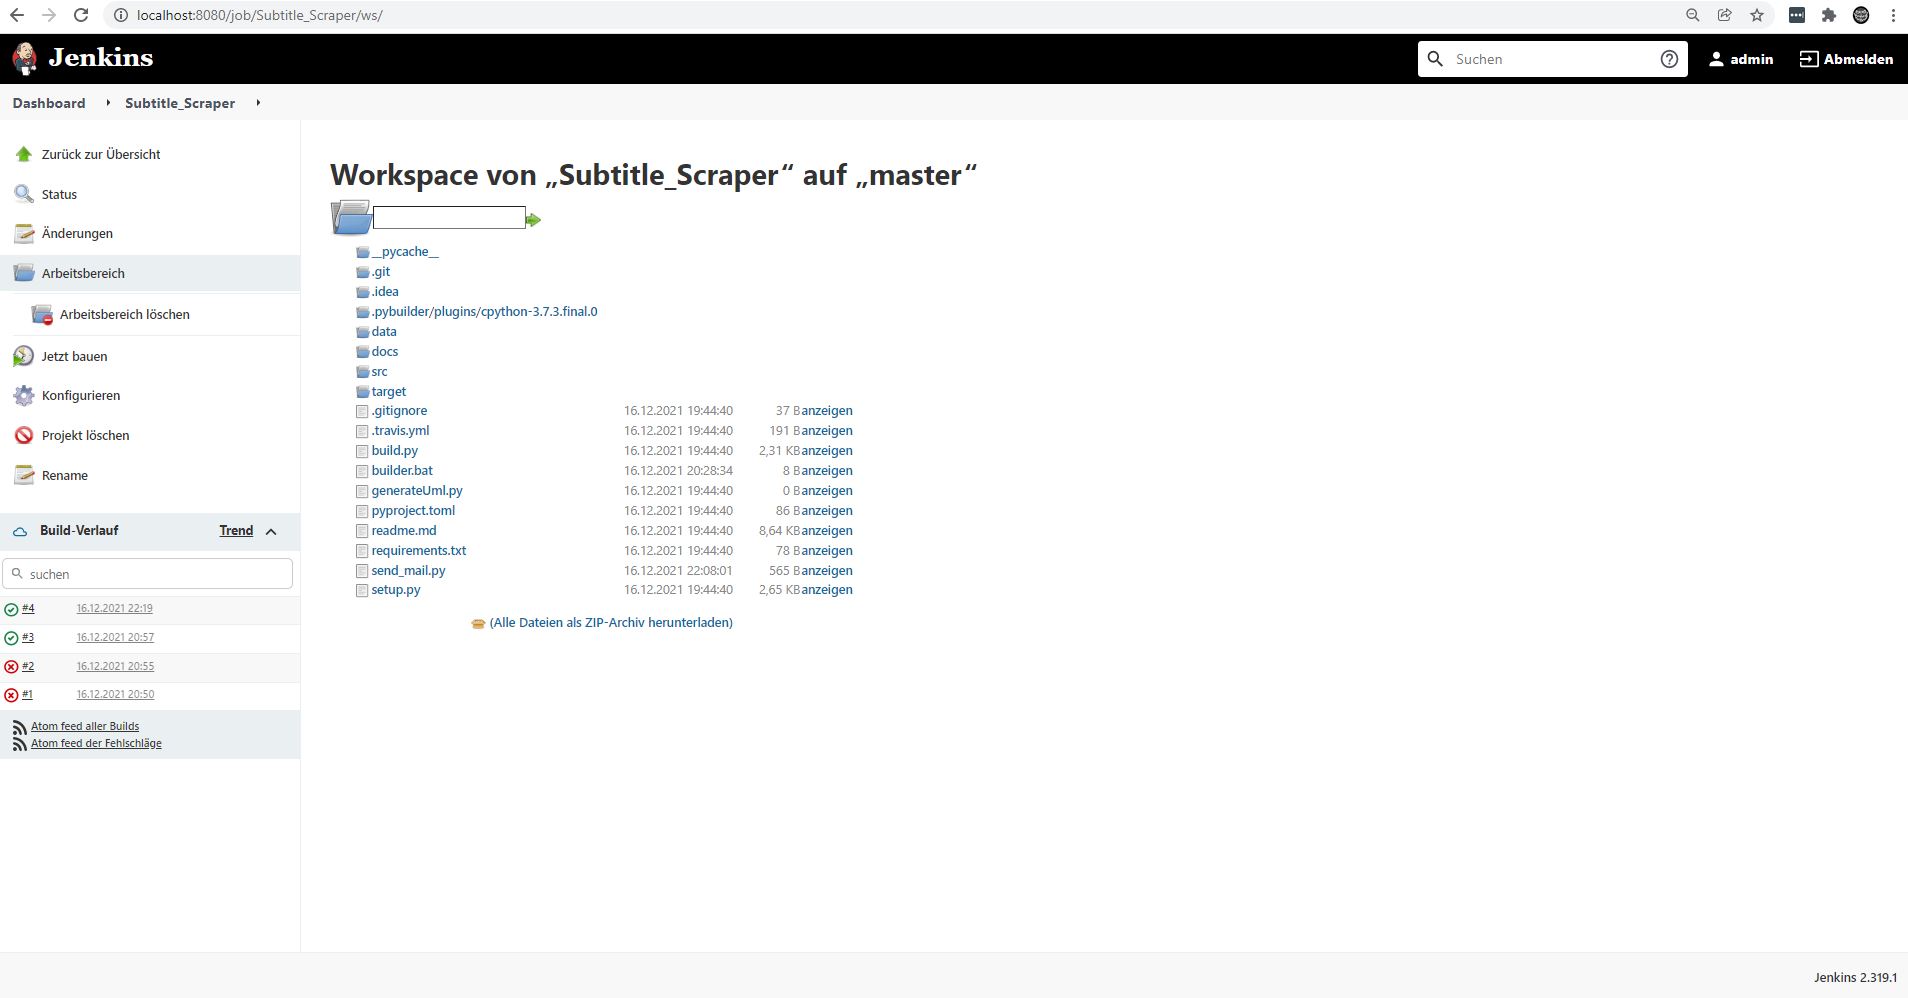 localhost:8080/job/Subtitle_Scraper/ws/
Jenkins
Suchen
admin
Abmelden
Dashboard
Subtitle_Scraper
Zurück zur Übersicht
Status
Änderungen
Arbeitsbereich
Arbeitsbereich löschen
Jetzt bauen
Konfigurieren
Projekt löschen
Rename
Build-Verlauf Trend
suchen
#4 16.12.2021 22:19
#3 16.12.2021 20:57
#2 16.12.2021 20:55
#1 16.12.2021 20:50
Atom feed aller Builds
Atom feed der Fehlschläge
Workspace von „Subtitle_Scraper“ auf „master“
__pycache__
.git
.idea
.pybuilder/plugins/cpython-3.7.3.final.0
data
docs
src
target
.gitignore 16.12.2021 19:44:40 37 B anzeigen
.travis.yml 16.12.2021 19:44:40 191 B anzeigen
build.py 16.12.2021 19:44:40 2,31 KB anzeigen
builder.bat 16.12.2021 20:28:34 8 B anzeigen
generateUml.py 16.12.2021 19:44:40 0 B anzeigen
pyproject.toml 16.12.2021 19:44:40 86 B anzeigen
readme.md 16.12.2021 19:44:40 8,64 KB anzeigen
requirements.txt 16.12.2021 19:44:40 78 B anzeigen
send_mail.py 16.12.2021 22:08:01 565 B anzeigen
setup.py 16.12.2021 19:44:40 2,65 KB anzeigen
(Alle Dateien als ZIP-Archiv herunterladen)
Jenkins 2.319.1